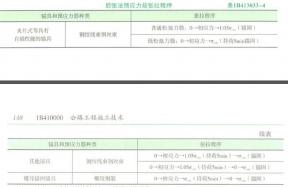 后张法预应力筋张拉程序 表1B413033-4
锚具和预应力筋种类 张拉程序
夹片式等具有自锚性能的锚具 钢绞线束钢丝束 普通松弛力筋：0→初应力→1.03σcon（锚固）
低松弛力筋：0→初应力→σcon（持荷5min锚固）
148 1B410000 公路工程施工技术
续表
锚具和预应力筋种类 张拉程序
其他锚具 钢绞线束钢丝束 0→初应力→1.05σcon（持荷5min）→σcon（锚固）
0→初应力→1.05σcon（持荷5min）→0→σcon（锚固）
螺母锚固锚具 0→初应力→σcon（持荷5min）→0→σcon（锚固）